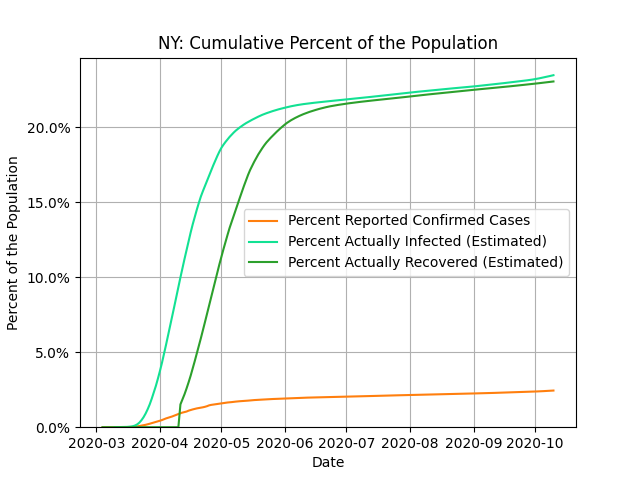 NY: Cumulative Percent of the Population
Percent of the Population
20.0%
15.0%
10.0%
5.0%
0.0%
Percent Reported Confirmed Cases
Percent Actually Infected (Estimated)
Percent Actually Recovered (Estimated)
2020-03 2020-04 2020-05 2020-06 2020-07 2020-08 2020-09 2020-10
Date